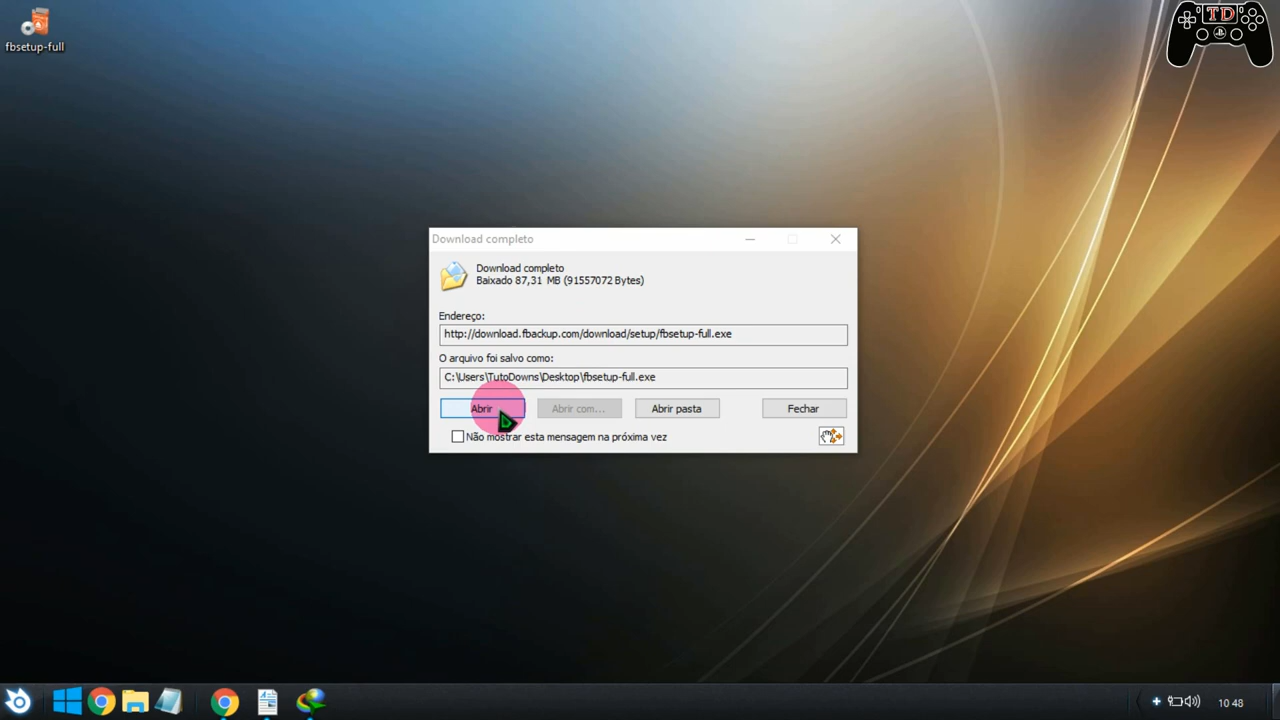 fbsetup-full
TD
Download completo
Download completo
Baixado 87,31 MB (91557072 Bytes)
Endereço:
http://download.fbackup.com/download/setup/fbsetup-full.exe
O arquivo foi salvo como:
C:\Users\TutoDowns\Desktop\fbsetup-full.exe
Abrir
Abrir com...
Abrir pasta
Fechar
Não mostrar esta mensagem na próxima vez
10 48